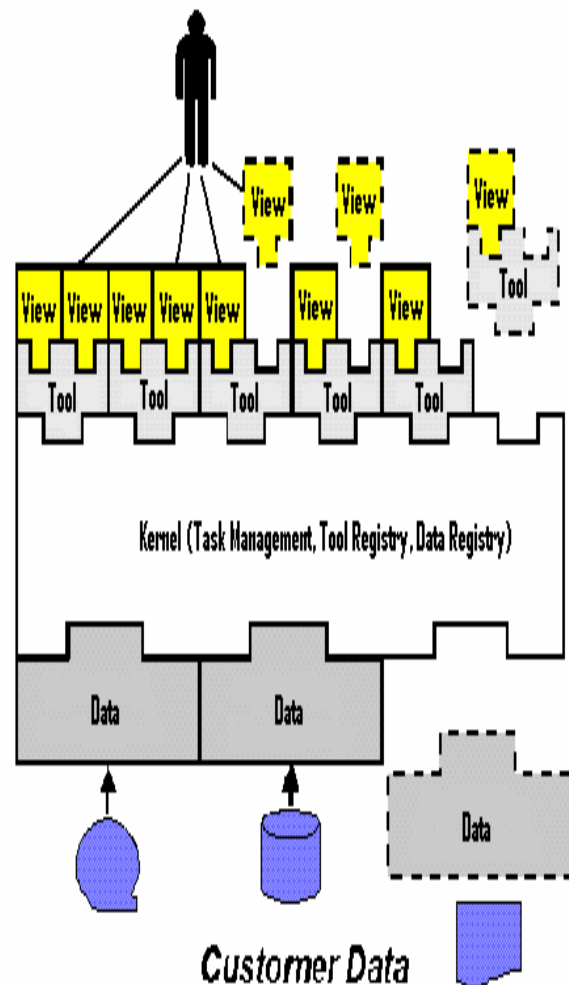 View
View
View
View View View View View View View
Tool
Tool Tool Tool Tool Tool
Kernel (Task Management, Tool Registry, Data Registry)
Data Data
Data
Customer Data